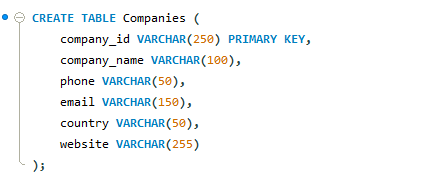 CREATE TABLE Companies (
    company_id VARCHAR(250) PRIMARY KEY,
    company_name VARCHAR(100),
    phone VARCHAR(50),
    email VARCHAR(150),
    country VARCHAR(50),
    website VARCHAR(255)
);